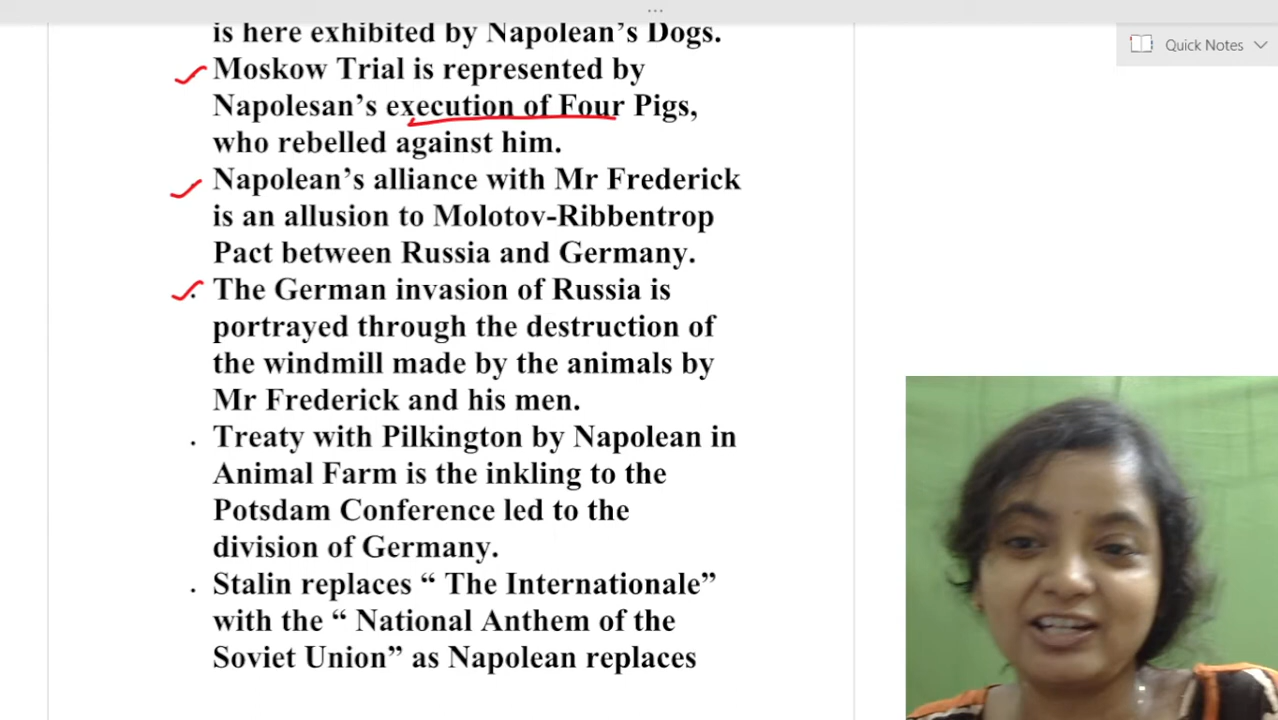 Quick Notes
is here exhibited by Napolean's Dogs.
Moskow Trial is represented by
Napolesan's execution of Four Pigs,
who rebelled against him.
Napolean's alliance with Mr Frederick
is an allusion to Molotov-Ribbentrop
Pact between Russia and Germany.
The German invasion of Russia is
portrayed through the destruction of
the windmill made by the animals by
Mr Frederick and his men.
Treaty with Pilkington by Napolean in
Animal Farm is the inkling to the
Potsdam Conference led to the
division of Germany.
Stalin replaces “ The Internationale”
with the “ National Anthem of the
Soviet Union” as Napolean replaces